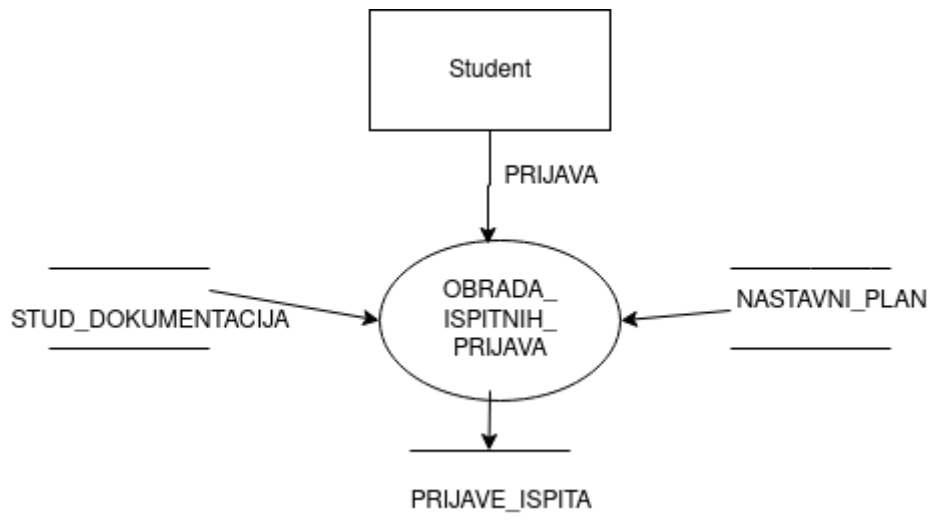 Student
PRIJAVA
OBRADA_
ISPITNIH_
PRIJAVA
STUD_DOKUMENTACIJA
NASTAVNI_PLAN
PRIJAVE_ISPITA